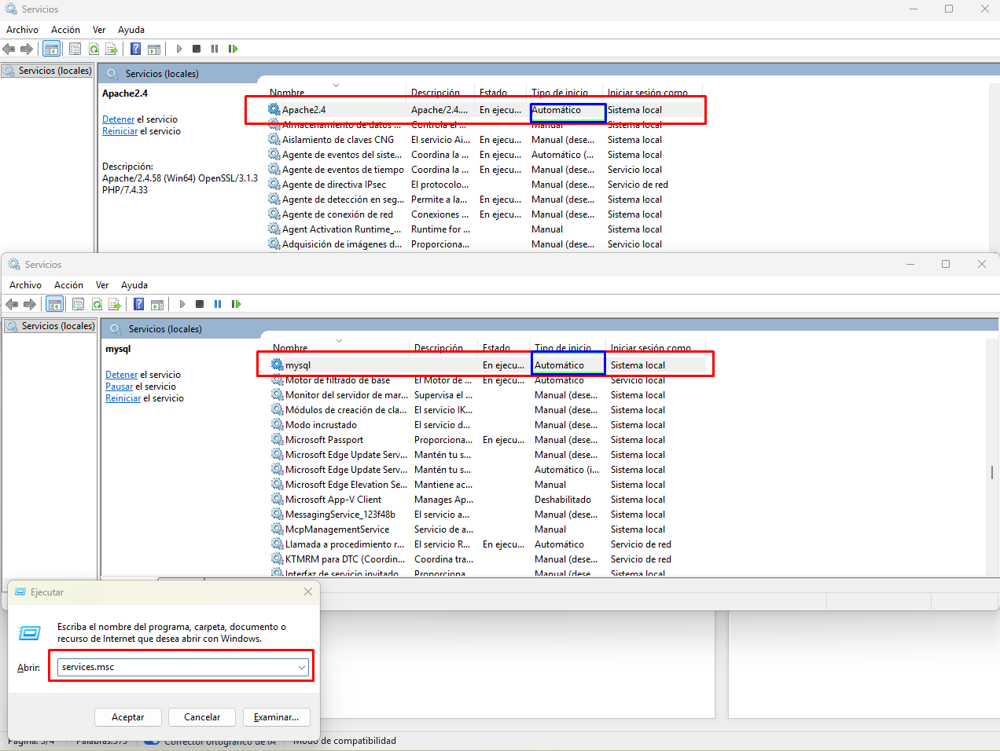 Servicios
Archivo Acción Ver Ayuda
Servicios (locales)
Servicios (locales)
Apache2.4
Detener el servicio
Reiniciar el servicio
Descripción:
Apache/2.4.58 (Win64) OpenSSL/3.1.3
PHP/7.4.33
Nombre Descripción Estado Tipo de inicio Iniciar sesión como
Apache2.4 Apache/2.4.... En ejecu... Automático Sistema local
Almacenamiento de datos ... Controla el ... Manual Sistema local
Aislamiento de claves CNG El servicio Ai... En ejecu... Manual (dese... Sistema local
Agente de eventos del siste... Coordina la ... En ejecu... Automático (... Sistema local
Agente de eventos de tiempo Coordina la ... En ejecu... Manual (dese... Servicio local
Agente de directiva IPsec El protocolo... Manual (dese... Servicio de red
Agente de detección en seg... Permite a la... En ejecu... Manual (dese... Sistema local
Agente de conexión de red Conexiones ... En ejecu... Manual (dese... Sistema local
Agent Activation Runtime_... Runtime for ... Manual Sistema local
Adquisición de imágenes d... Proporciona... Manual (dese... Servicio local
Servicios
Archivo Acción Ver Ayuda
Servicios (locales)
Servicios (locales)
mysql
Detener el servicio
Pausar el servicio
Reiniciar el servicio
Nombre Descripción Estado Tipo de inicio Iniciar sesión como
mysql En ejecu... Automático Sistema local
Motor de filtrado de base El Motor de ... En ejecu... Automático Servicio local
Monitor del servidor de mar... Supervisa el ... Manual (dese... Sistema local
Módulos de creación de cla... El servicio IK... Manual (dese... Sistema local
Modo incrustado El servicio d... Manual (dese... Sistema local
Microsoft Passport Proporciona... En ejecu... Manual (dese... Sistema local
Microsoft Edge Update Serv... Mantén tu s... Manual (dese... Sistema local
Microsoft Edge Update Serv... Mantén tu s... Automático (i... Sistema local
Microsoft Edge Elevation Se... Mantiene ac... Manual Sistema local
Microsoft App-V Client Manages Ap... Deshabilitado Sistema local
MessagingService_123f48b El servicio a... Manual (dese... Sistema local
McpManagementService Servicio de a... Manual Sistema local
Llamada a procedimiento r... El servicio R... En ejecu... Automático Servicio de red
KTMRM para DTC (Coordin... Coordina tra... Manual (dese... Servicio de red
Interfaz de servicio invitado Proporciona Manual (dese... Sistema local
Ejecutar
Escriba el nombre del programa, carpeta, documento o
recurso de Internet que desea abrir con Windows.
Abrir: services.msc
Aceptar Cancelar Examinar...
Página: 3/4 Palabras:373 Corrector ortográfico de IA Modo de compatibilidad